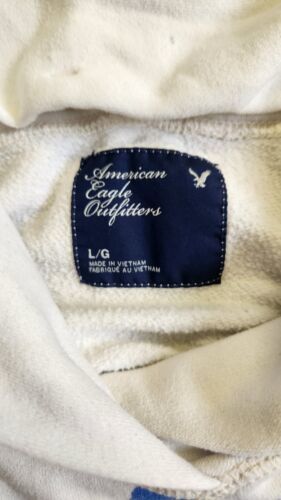 American
Eagle
Outfitters
L/G
MADE IN VIETNAM
FABRIQUÉ AU VIETNAM